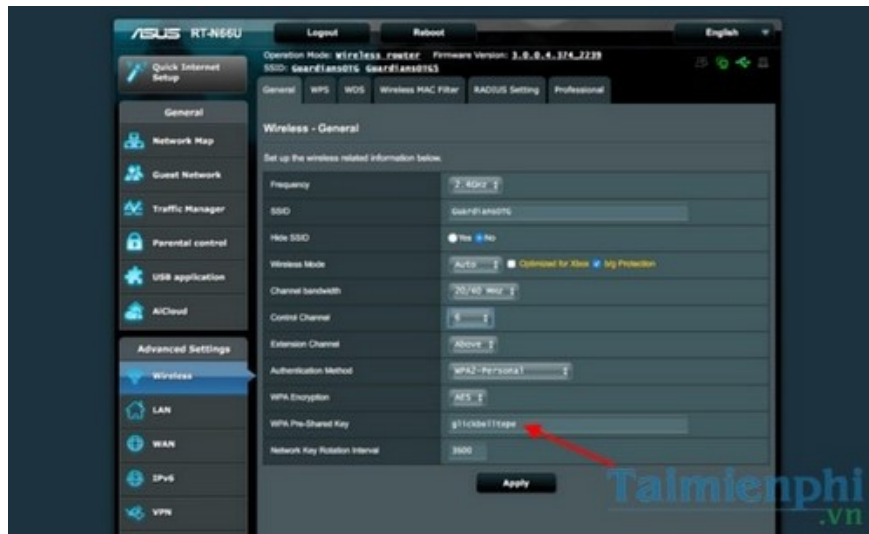 ASUS RT-N66U Logout Reboot English
Operation Mode: Wireless router Firmware Version: 3.0.0.4.374_2239
SSID: GuardiansOTG GuardiansOTG5
Quick Internet
Setup
General WPS WDS Wireless MAC Filter RADIUS Setting Professional
General
Network Map
Guest Network
Traffic Manager
Parental control
USB application
AiCloud
Advanced Settings
Wireless
LAN
WAN
IPv6
VPN
Wireless - General
Set up the wireless related information below.
Frequency 2.4GHz
SSID GuardiansOTG
Hide SSID Yes No
Wireless Mode Auto Optimized for Xbox b/g Protection
Channel bandwidth 20/40 MHz
Control Channel 6
Extension Channel Above
Authentication Method WPA2-Personal
WPA Encryption AES
WPA Pre-Shared Key glickbelltepe
Network Key Rotation Interval 3600
Apply
Taimienphi
.vn